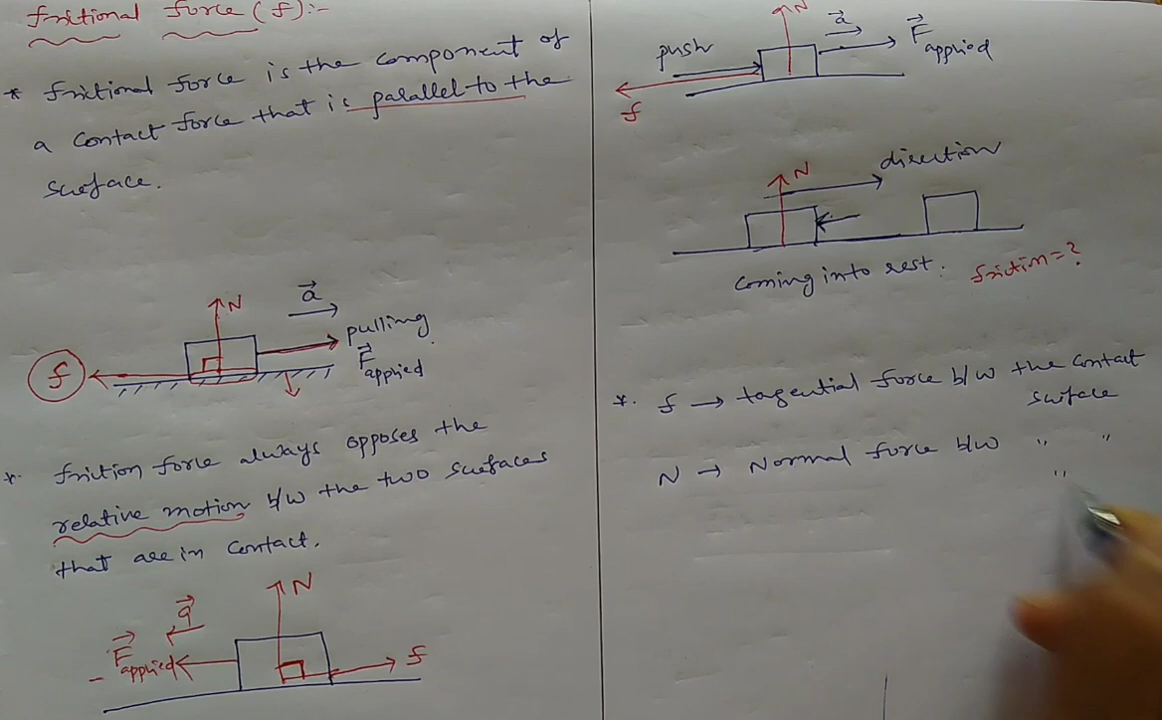 frictional force (f):-
* frictional force is the component of
a contact force that is parallel to the
surface.
N
a
pulling
F applied
f
* friction force always opposes the
relative motion b/w the two surfaces
that are in contact.
N
a
F applied
f
N
a
F applied
push
f
N
direction
coming into rest. friction=?
*. f → tagential force b/w the contact
surface
N → Normal force b/w " "
"